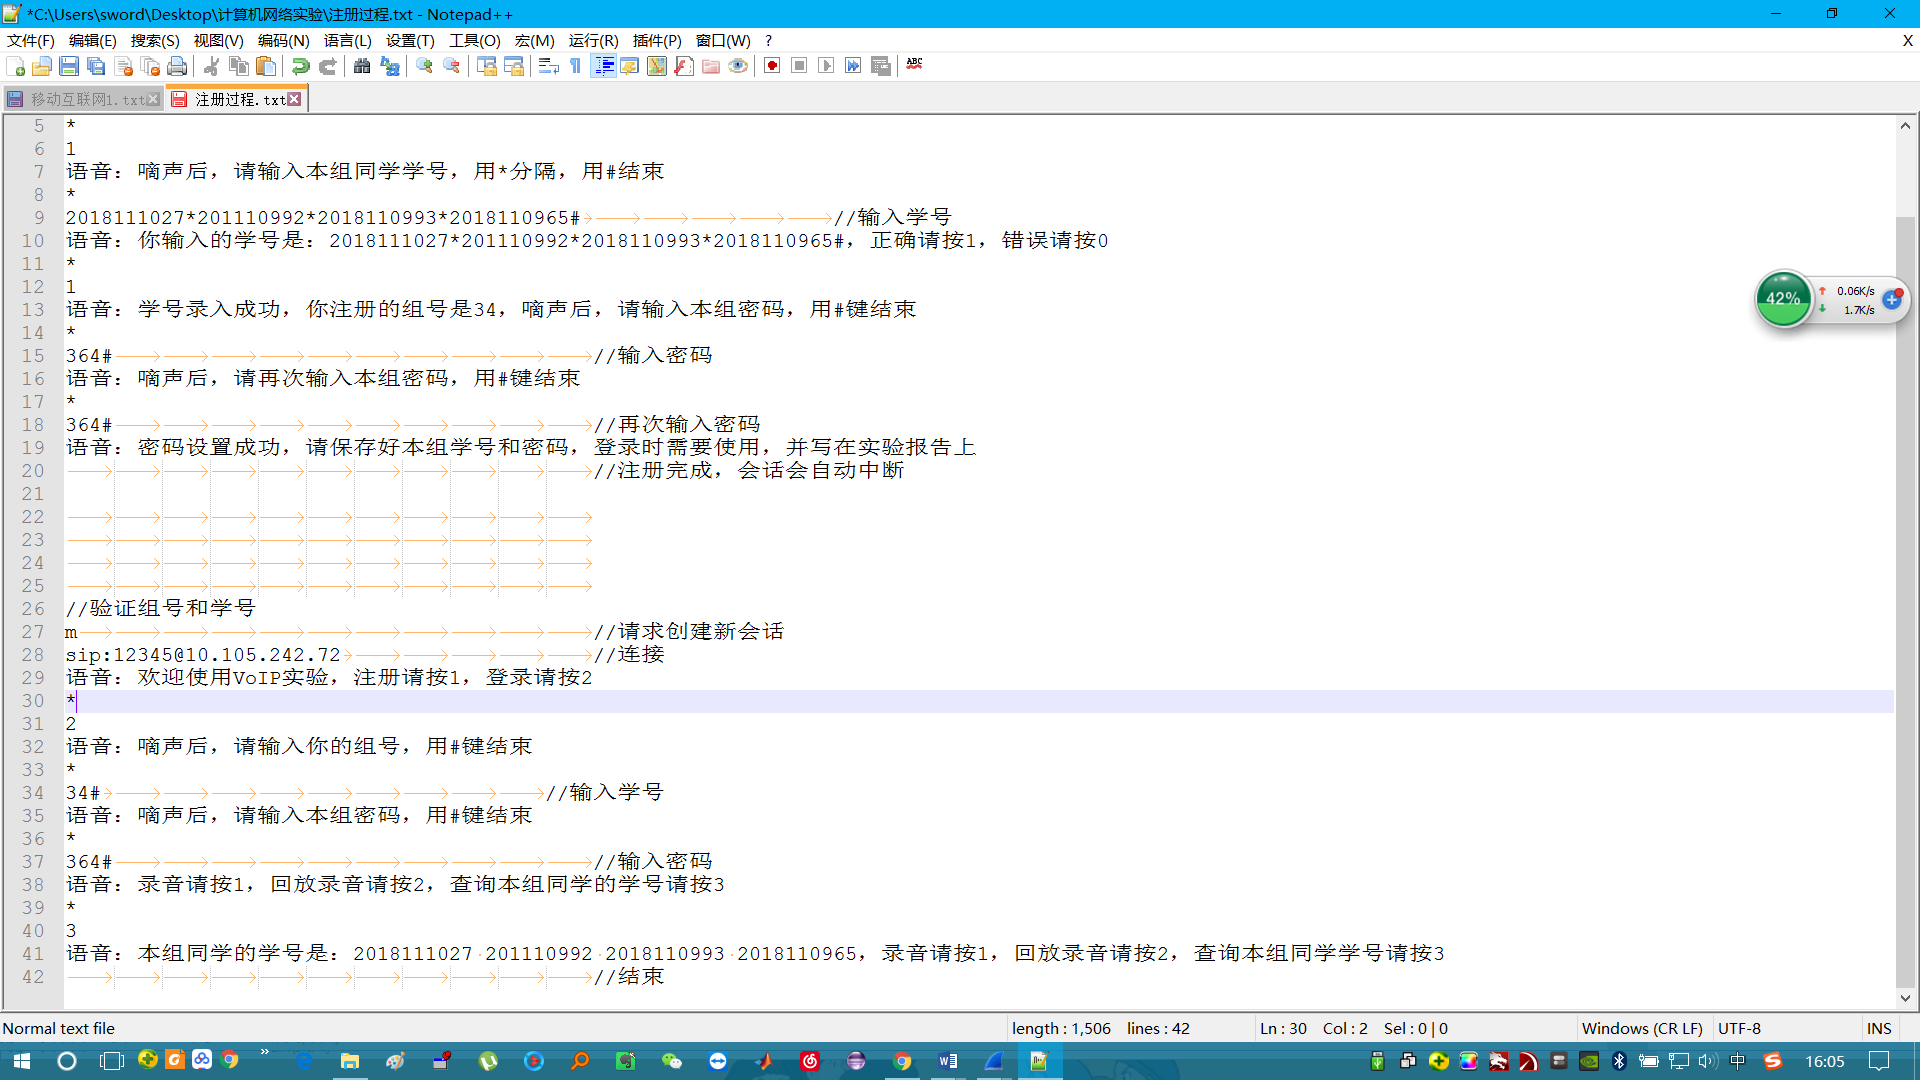 *C:\Users\sword\Desktop\计算机网络实验\注册过程.txt - Notepad++
文件(F) 编辑(E) 搜索(S) 视图(V) 编码(N) 语言(L) 设置(T) 工具(O) 宏(M) 运行(R) 插件(P) 窗口(W) ? X
ABC
移动互联网1.txt 注册过程.txt
5 *
6 1
7 语音: 嘀声后, 请输入本组同学学号, 用*分隔, 用#结束
8 *
9 2018111027*201110992*2018110993*2018110965# //输入学号
10 语音: 你输入的学号是: 2018111027*201110992*2018110993*2018110965#, 正确请按1, 错误请按0
11 *
12 1
13 语音: 学号录入成功, 你注册的组号是34, 嘀声后, 请输入本组密码, 用#键结束
14 *
15 364# //输入密码
16 语音: 嘀声后, 请再次输入本组密码, 用#键结束
17 *
18 364# //再次输入密码
19 语音: 密码设置成功, 请保存好本组学号和密码, 登录时需要使用, 并写在实验报告上
20 //注册完成, 会话会自动中断
21
22
23
24
25
26 //验证组号和学号
27 m //请求创建新会话
28 sip:12345@10.105.242.72 //连接
29 语音: 欢迎使用VoIP实验, 注册请按1, 登录请按2
30 *
31 2
32 语音: 嘀声后, 请输入你的组号, 用#键结束
33 *
34 34# //输入学号
35 语音: 嘀声后, 请输入本组密码, 用#键结束
36 *
37 364# //输入密码
38 语音: 录音请按1, 回放录音请按2, 查询本组同学的学号请按3
39 *
40 3
41 语音: 本组同学的学号是: 2018111027 201110992 2018110993 2018110965, 录音请按1, 回放录音请按2, 查询本组同学学号请按3
42 //结束
42% 0.06K/s
1.7K/s
Normal text file length : 1,506 lines : 42 Ln : 30 Col : 2 Sel : 0 | 0 Windows (CR LF) UTF-8 INS
中 16:05